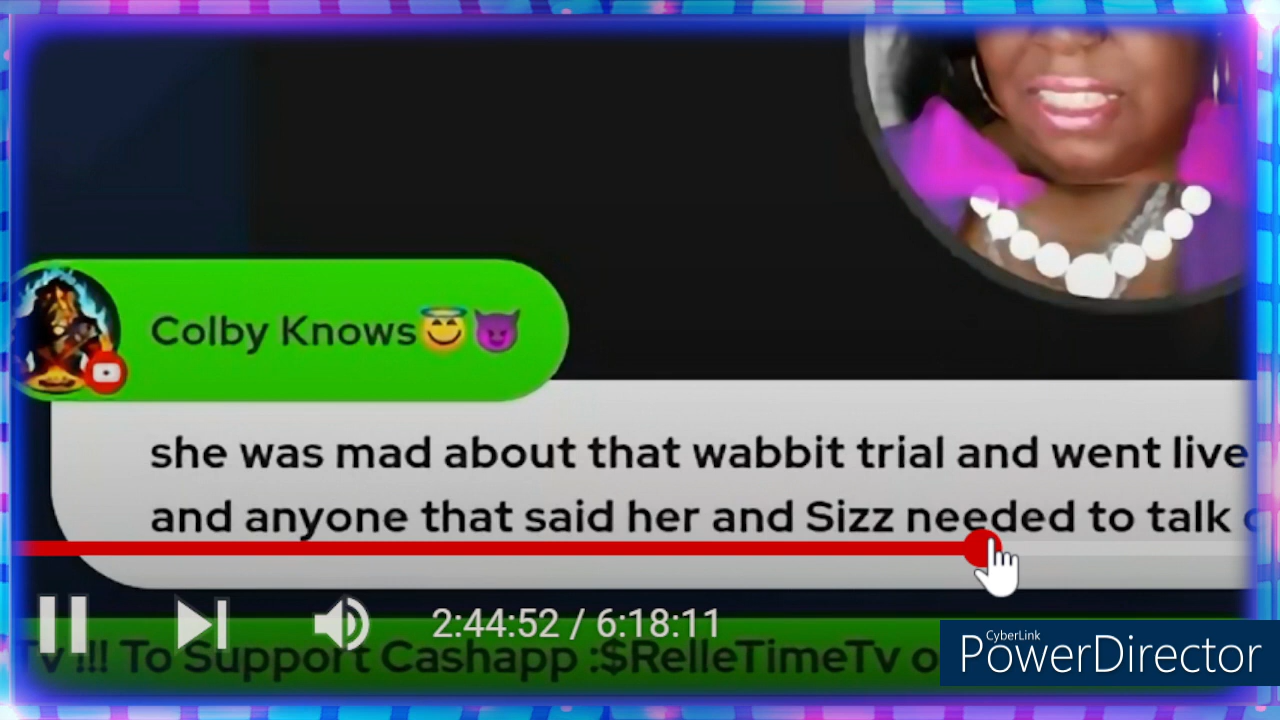 Colby Knows😇😈
she was mad about that wabbit trial and went live
and anyone that said her and Sizz needed to talk
2:44:52 / 6:18:11
Tv !!! To Support Cashapp :$RelleTimeTv o
CyberLink
PowerDirector